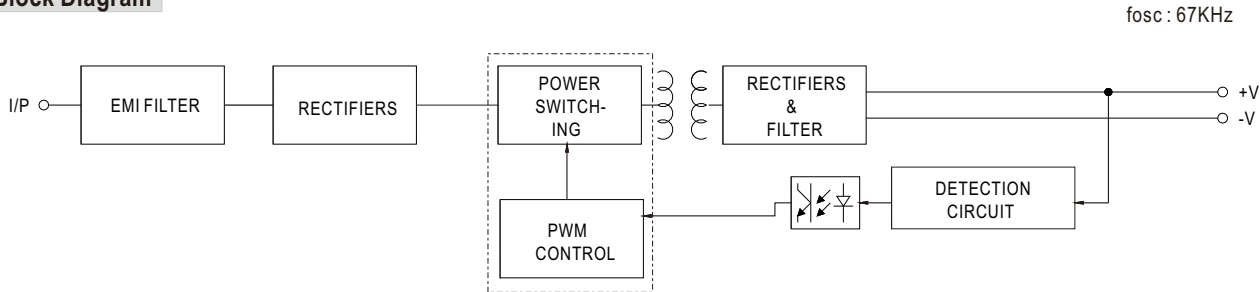 Block Diagram
fosc : 67KHz
I/P
EMI FILTER
RECTIFIERS
POWER
SWITCH-
ING
RECTIFIERS
&
FILTER
+V
-V
PWM
CONTROL
DETECTION
CIRCUIT